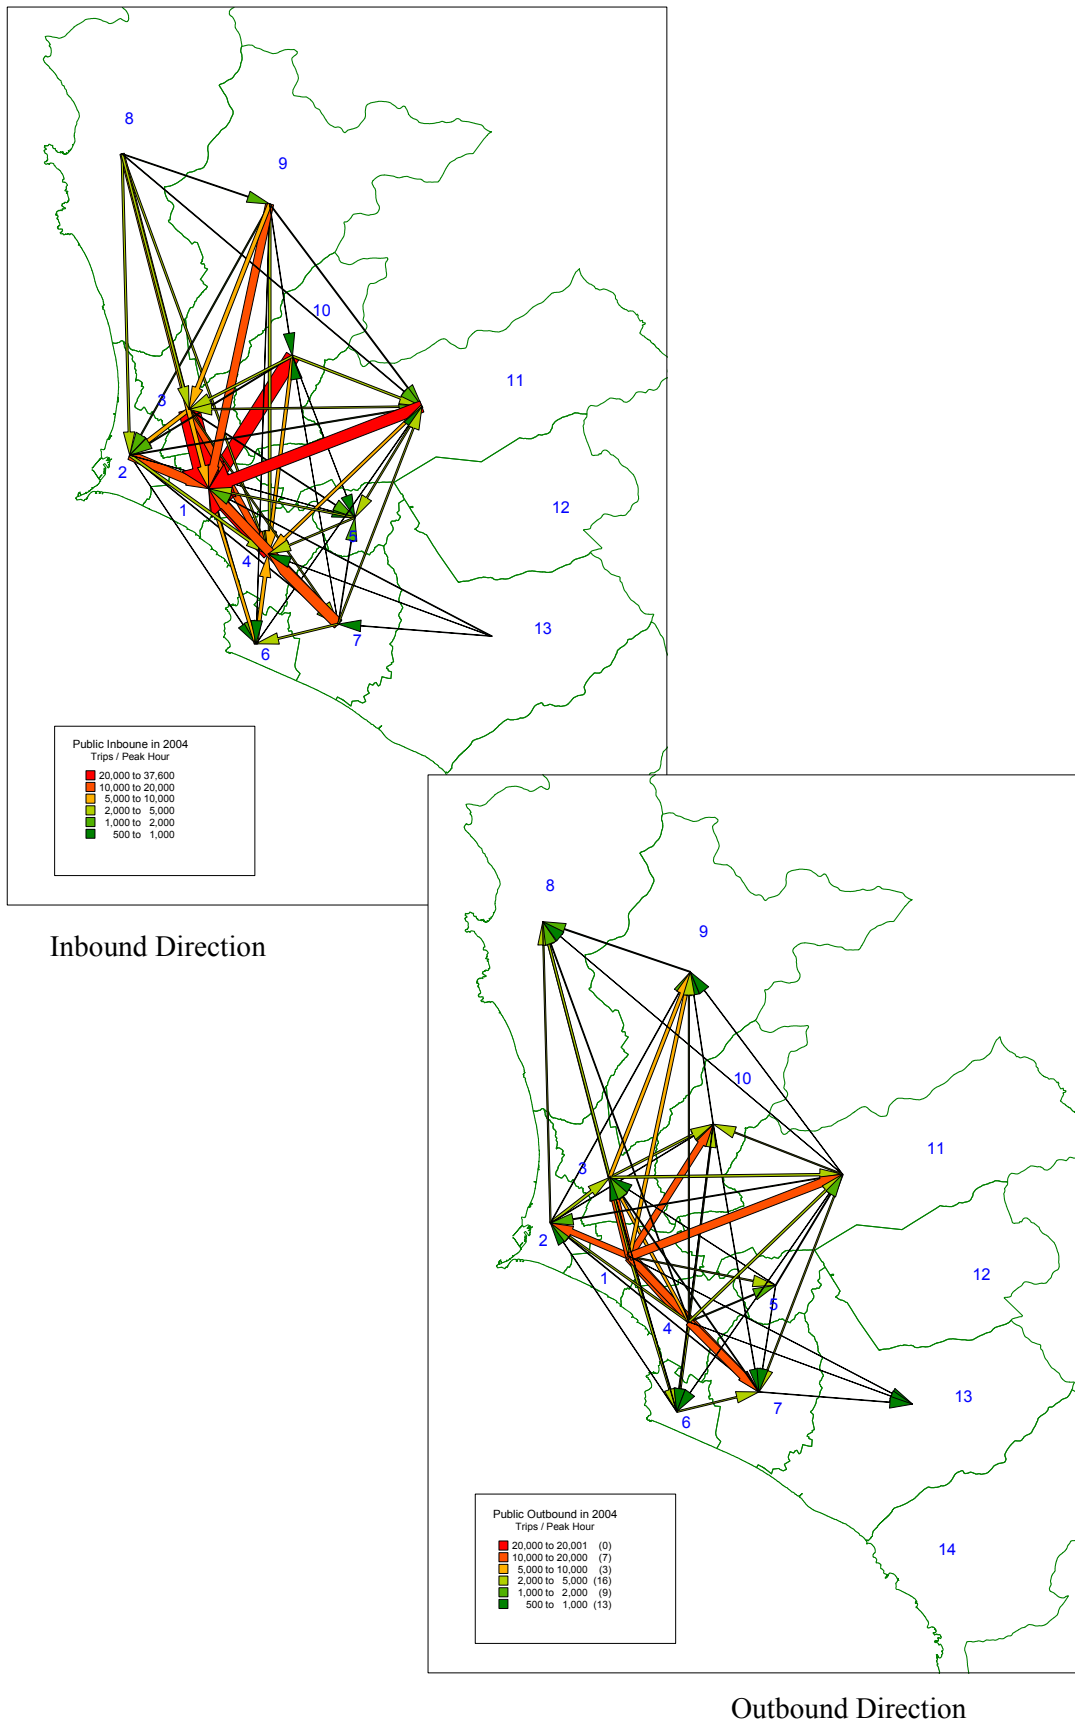 8
9
10
11
3
2
12
1
5
4
13
7
6
Public Inboune in 2004
Trips / Peak Hour
20,000 to 37,600
10,000 to 20,000
5,000 to 10,000
2,000 to 5,000
1,000 to 2,000
500 to 1,000
Inbound Direction
8
9
10
11
3
2
12
1
5
4
13
7
6
Public Outbound in 2004
Trips / Peak Hour
20,000 to 20,001 (0)
10,000 to 20,000 (7)
5,000 to 10,000 (3)
2,000 to 5,000 (16)
1,000 to 2,000 (9)
500 to 1,000 (13)
14
Outbound Direction